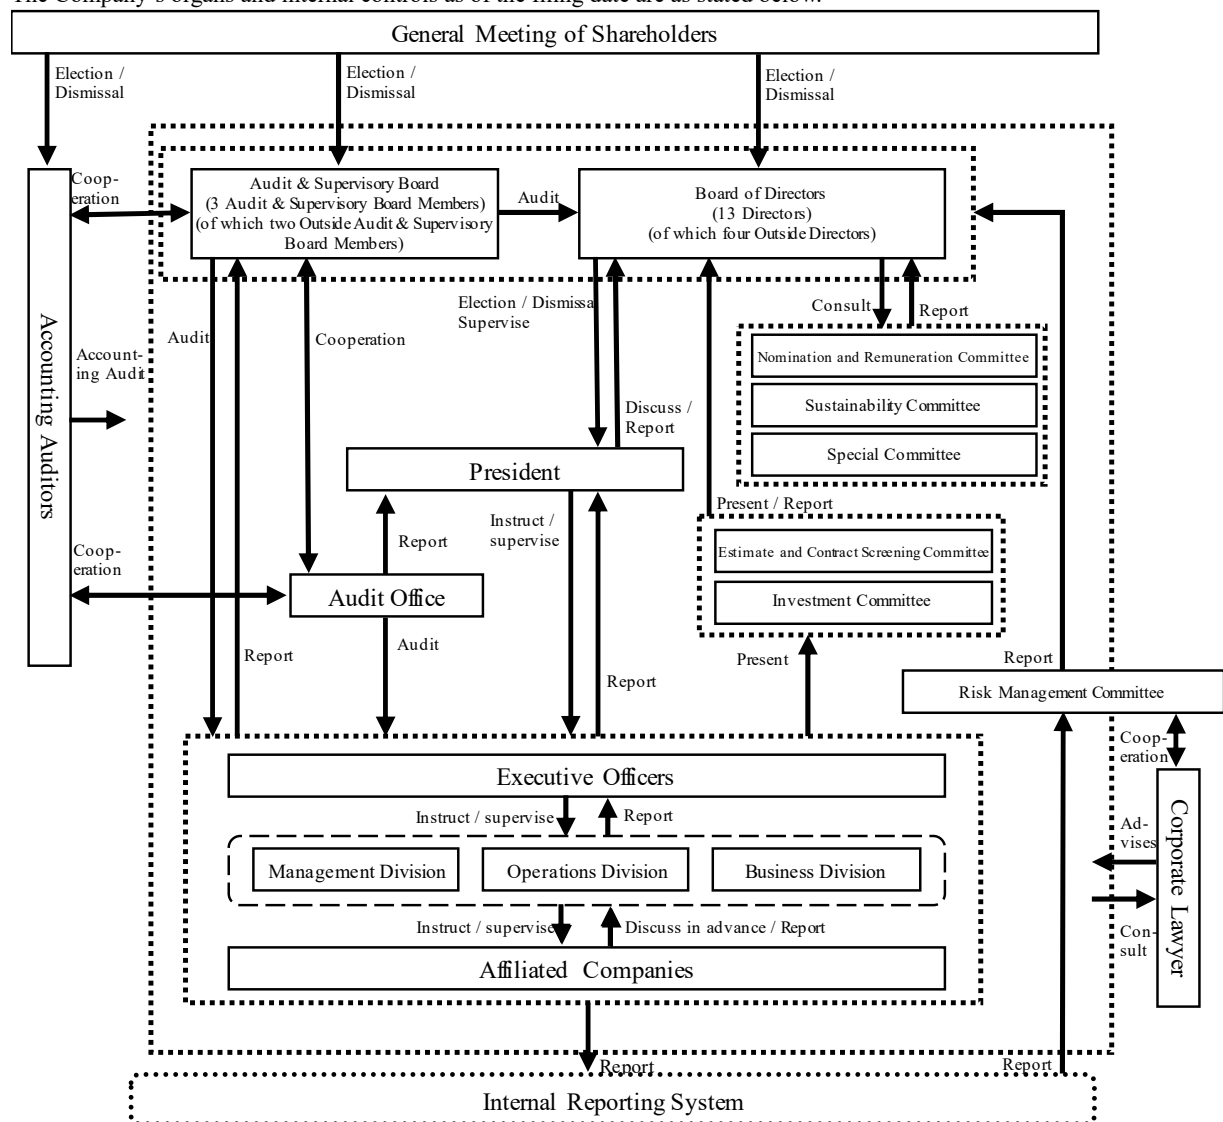 The Company's organs and internal controls as of the filing date are as stated below.
General Meeting of Shareholders
Election /
Dismissal
Election /
Dismissal
Election /
Dismissal
Coop-
eration
Audit & Supervisory Board
(3 Audit & Supervisory Board Members)
(of which two Outside Audit & Supervisory
Board Members)
Audit
Board of Directors
(13 Directors)
(of which four Outside Directors)
Accounting Auditors
Audit
Account-
ing Audit
Cooperation
Election / Dismissa
Supervise
Consult
Report
Nomination and Remuneration Committee
Sustainability Committee
Special Committee
Discuss /
Report
President
Present / Report
Coop-
eration
Report
Instruct /
supervise
Estimate and Contract Screening Committee
Investment Committee
Audit Office
Report
Audit
Report
Present
Report
Risk Management Committee
Coop-
eration
Executive Officers
Instruct / supervise
Report
Management Division
Operations Division
Business Division
Ad-
vises
Corporate Lawyer
Con-
sult
Instruct / supervise
Discuss in advance / Report
Affiliated Companies
Report
Report
Internal Reporting System